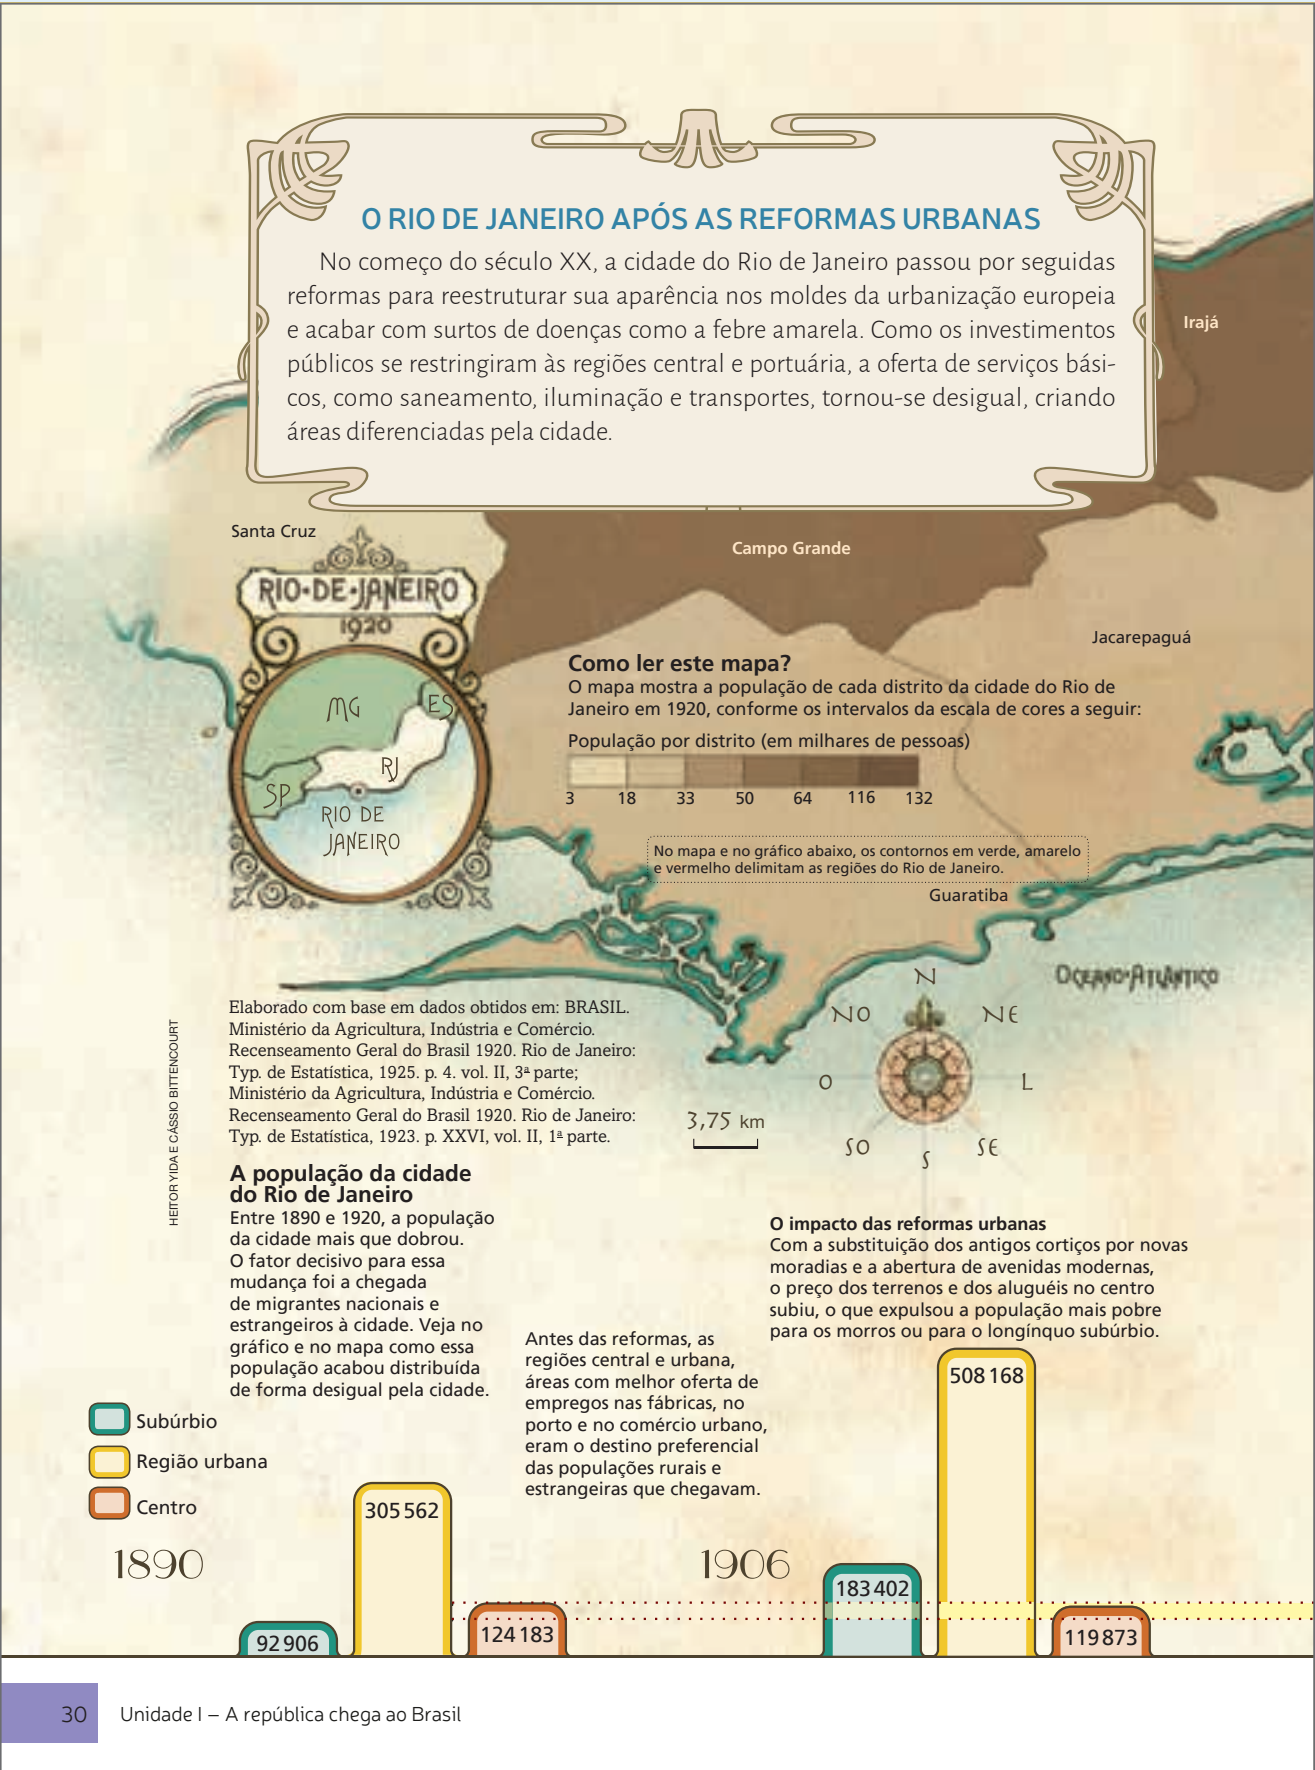 O RIO DE JANEIRO APÓS AS REFORMAS URBANAS
No começo do século XX, a cidade do Rio de Janeiro passou por seguidas
reformas para reestruturar sua aparência nos moldes da urbanização europeia
e acabar com surtos de doenças como a febre amarela. Como os investimentos
públicos se restringiram às regiões central e portuária, a oferta de serviços bási-
cos, como saneamento, iluminação e transportes, tornou-se desigual, criando
áreas diferenciadas pela cidade.
Irajá
Santa Cruz
Campo Grande
Jacarepaguá
RIO-DE-JANEIRO
1920
MG
ES
RJ
SP
RIO DE
JANEIRO
Como ler este mapa?
O mapa mostra a população de cada distrito da cidade do Rio de
Janeiro em 1920, conforme os intervalos da escala de cores a seguir:
População por distrito (em milhares de pessoas)
3 18 33 50 64 116 132
No mapa e no gráfico abaixo, os contornos em verde, amarelo
e vermelho delimitam as regiões do Rio de Janeiro.
Guaratiba
OCEANO-ATLÂNTICO
N
NO
NE
O
L
SO
SE
S
3,75 km
Elaborado com base em dados obtidos em: BRASIL.
Ministério da Agricultura, Indústria e Comércio.
Recenseamento Geral do Brasil 1920. Rio de Janeiro:
Typ. de Estatística, 1925. p. 4. vol. II, 3ª parte;
Ministério da Agricultura, Indústria e Comércio.
Recenseamento Geral do Brasil 1920. Rio de Janeiro:
Typ. de Estatística, 1923. p. XXVI, vol. II, 1ª parte.
HEITOR YIDA E CÁSSIO BITTENCOURT
A população da cidade
do Rio de Janeiro
Entre 1890 e 1920, a população
da cidade mais que dobrou.
O fator decisivo para essa
mudança foi a chegada
de migrantes nacionais e
estrangeiros à cidade. Veja no
gráfico e no mapa como essa
população acabou distribuída
de forma desigual pela cidade.
Antes das reformas, as
regiões central e urbana,
áreas com melhor oferta de
empregos nas fábricas, no
porto e no comércio urbano,
eram o destino preferencial
das populações rurais e
estrangeiras que chegavam.
O impacto das reformas urbanas
Com a substituição dos antigos cortiços por novas
moradias e a abertura de avenidas modernas,
o preço dos terrenos e dos aluguéis no centro
subiu, o que expulsou a população mais pobre
para os morros ou para o longínquo subúrbio.
Subúrbio
Região urbana
Centro
1890
92 906
305 562
124 183
1906
183 402
508 168
119 873
30 Unidade I – A república chega ao Brasil